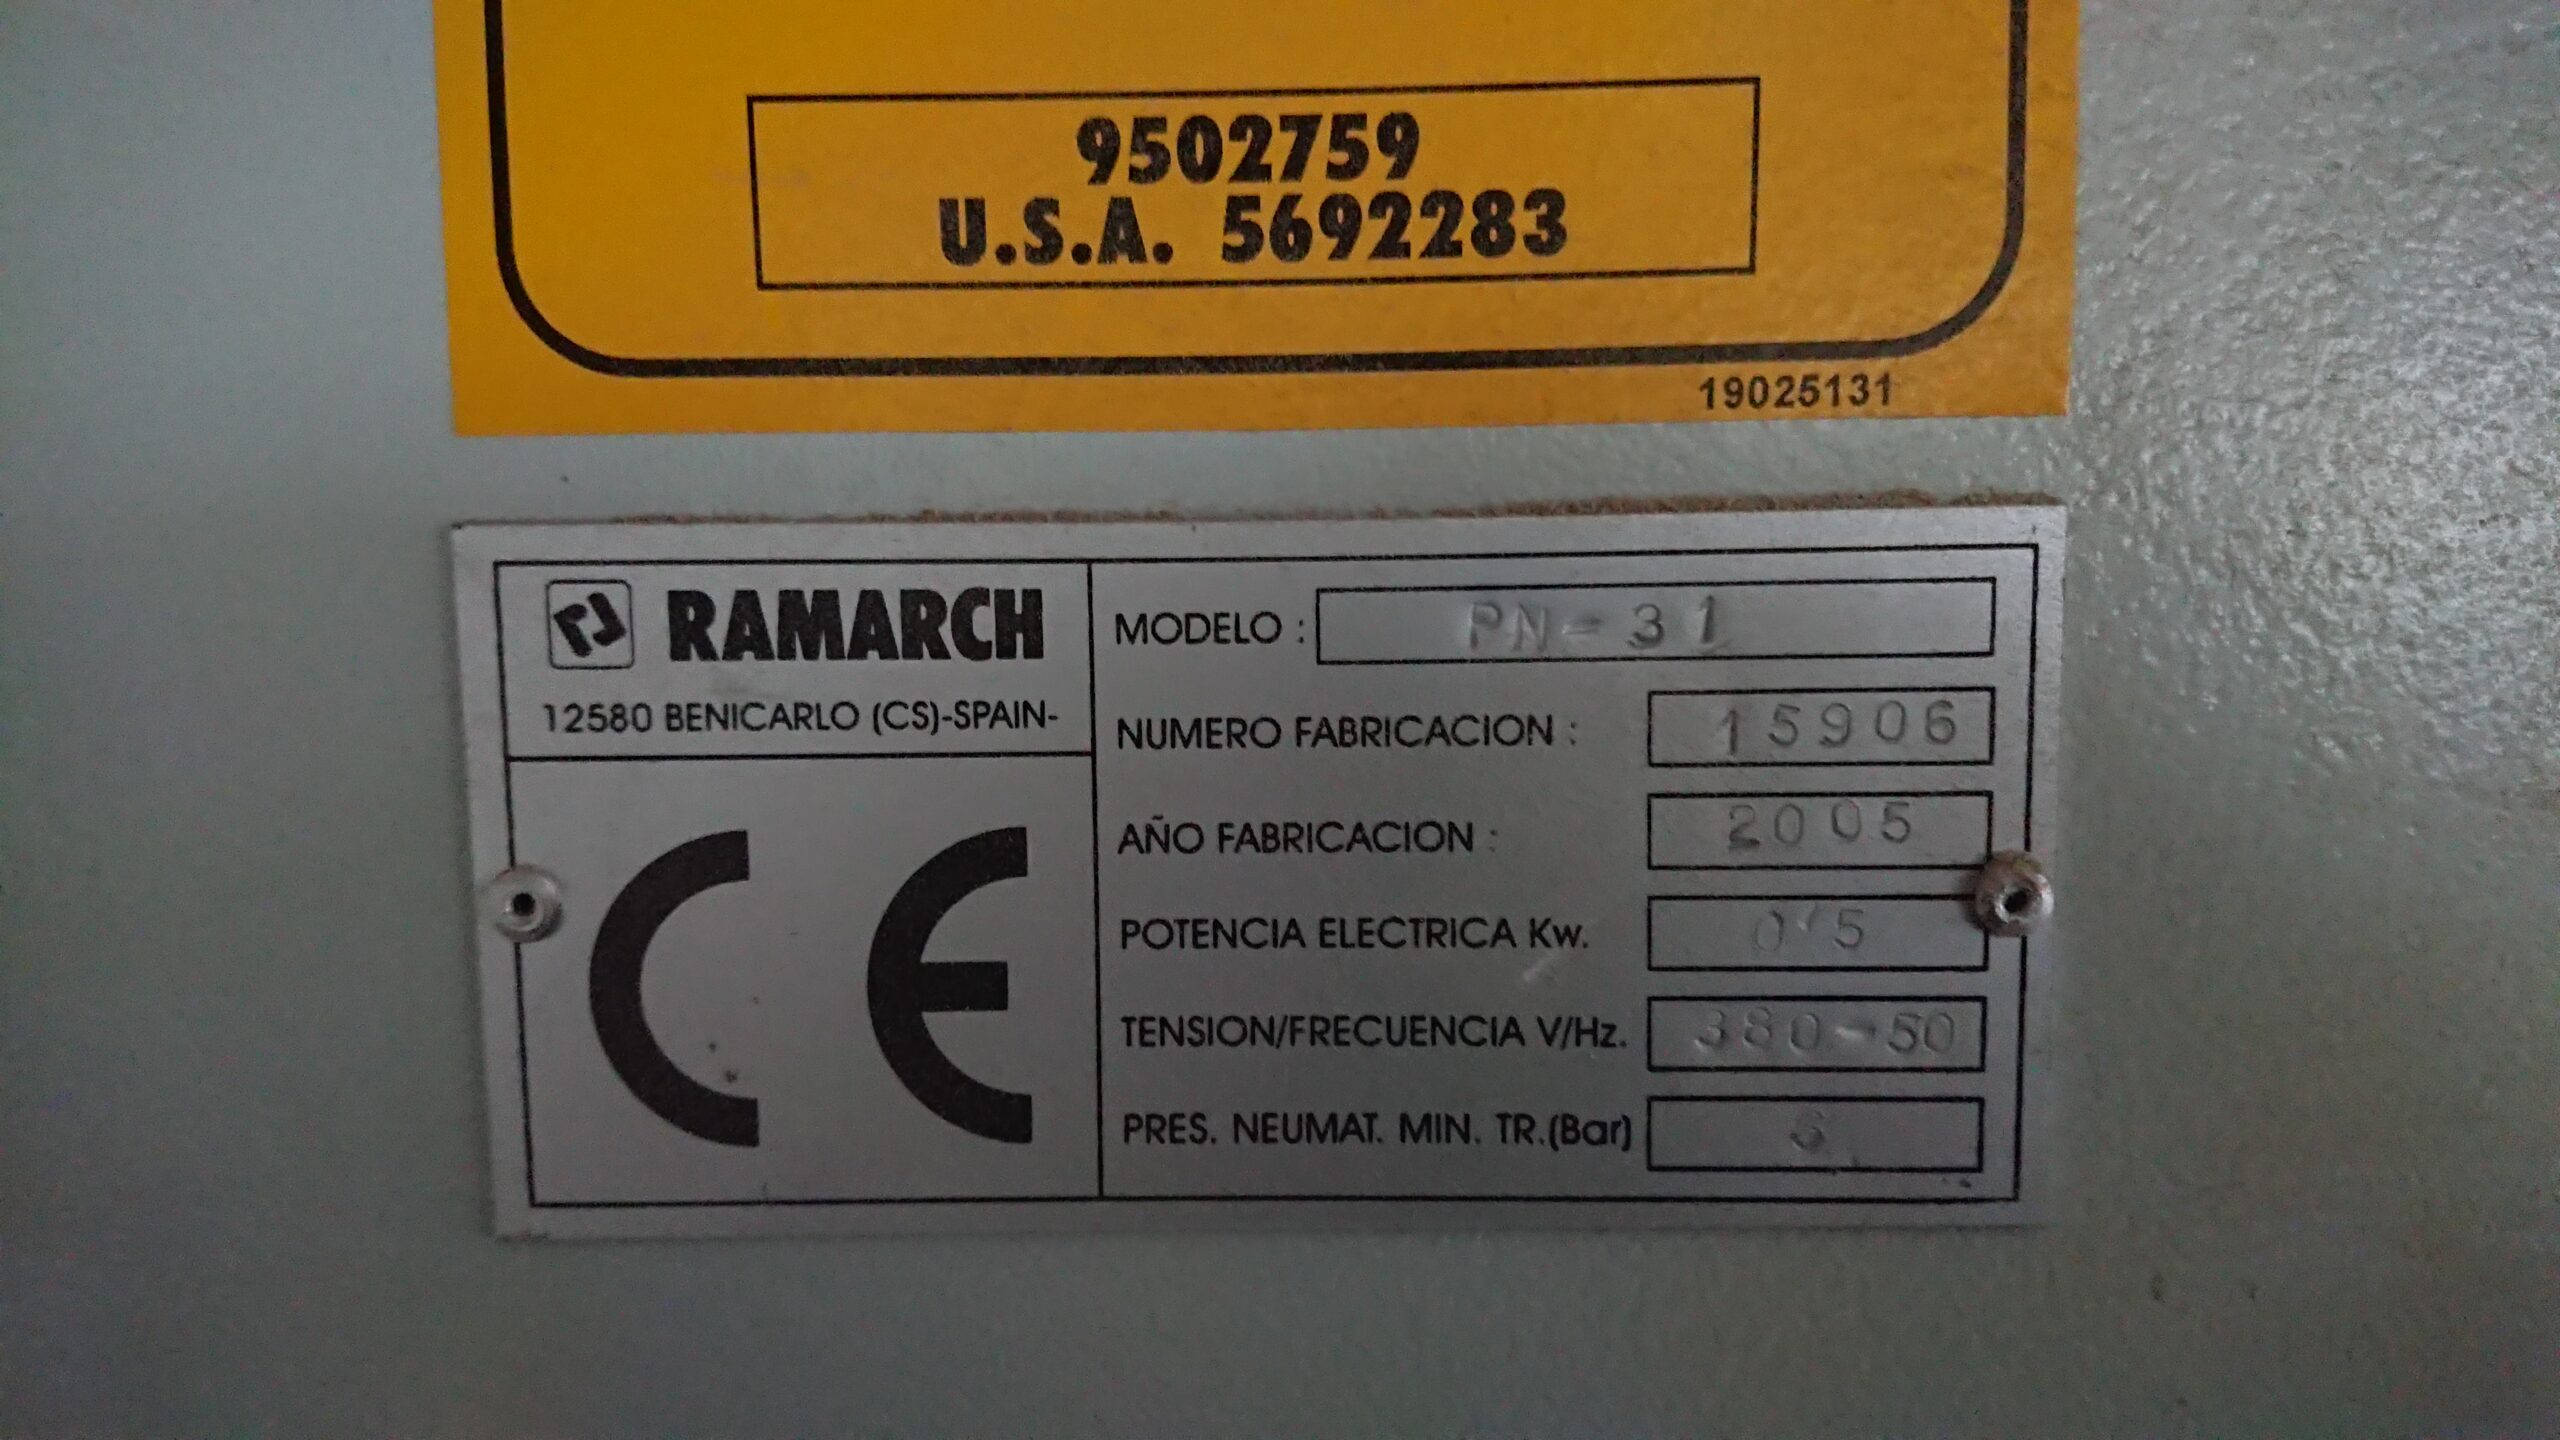 9502759
U.S.A. 5692283
19025131
RAMARCH
12580 BENICARLO (CS)-SPAIN-
CE
MODELO : PN-31
NUMERO FABRICACION : 15906
AÑO FABRICACION : 2005
POTENCIA ELECTRICA Kw. 0'5
TENSION/FRECUENCIA V/Hz. 380-50
PRES. NEUMAT. MIN. TR.(Bar) 6